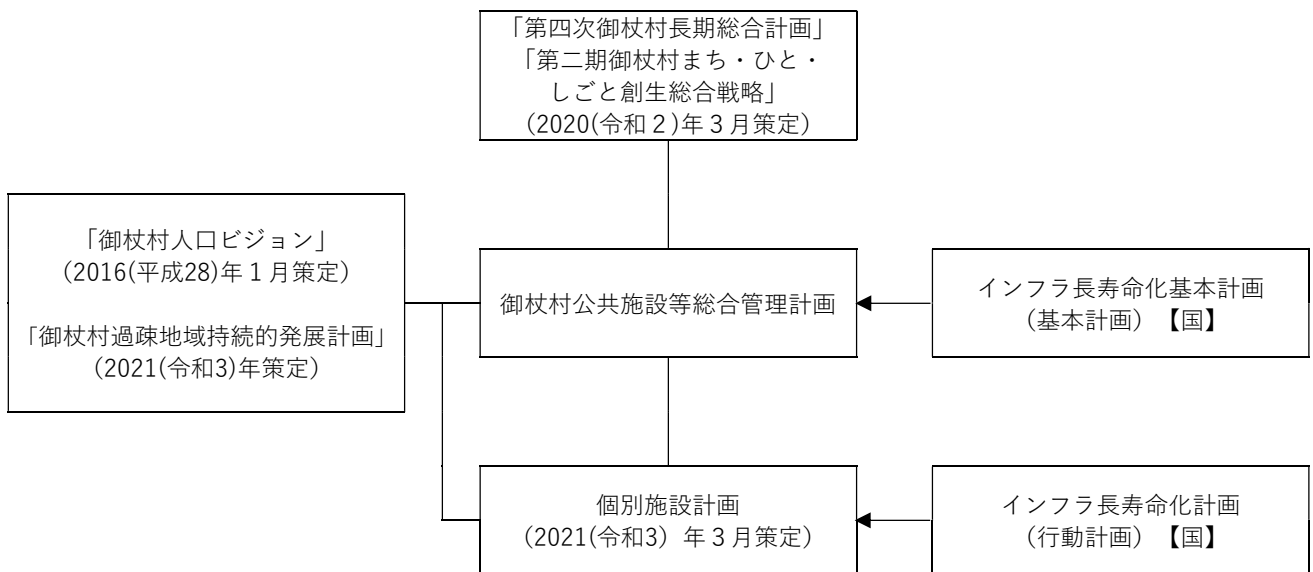 「第四次御杖村長期総合計画」
「第二期御杖村まち・ひと・
しごと創生総合戦略」
(2020(令和２)年３月策定)
「御杖村人口ビジョン」
(2016(平成28)年１月策定)
「御杖村過疎地域持続的発展計画」
(2021(令和3)年策定)
御杖村公共施設等総合管理計画
インフラ長寿命化基本計画
（基本計画）【国】
個別施設計画
(2021(令和3）年３月策定)
インフラ長寿命化計画
（行動計画）【国】